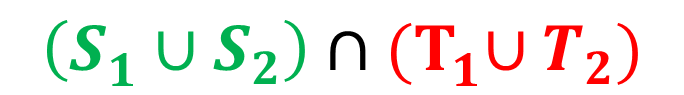 (S₁ ∪ S₂) ∩ (T₁∪ T₂)